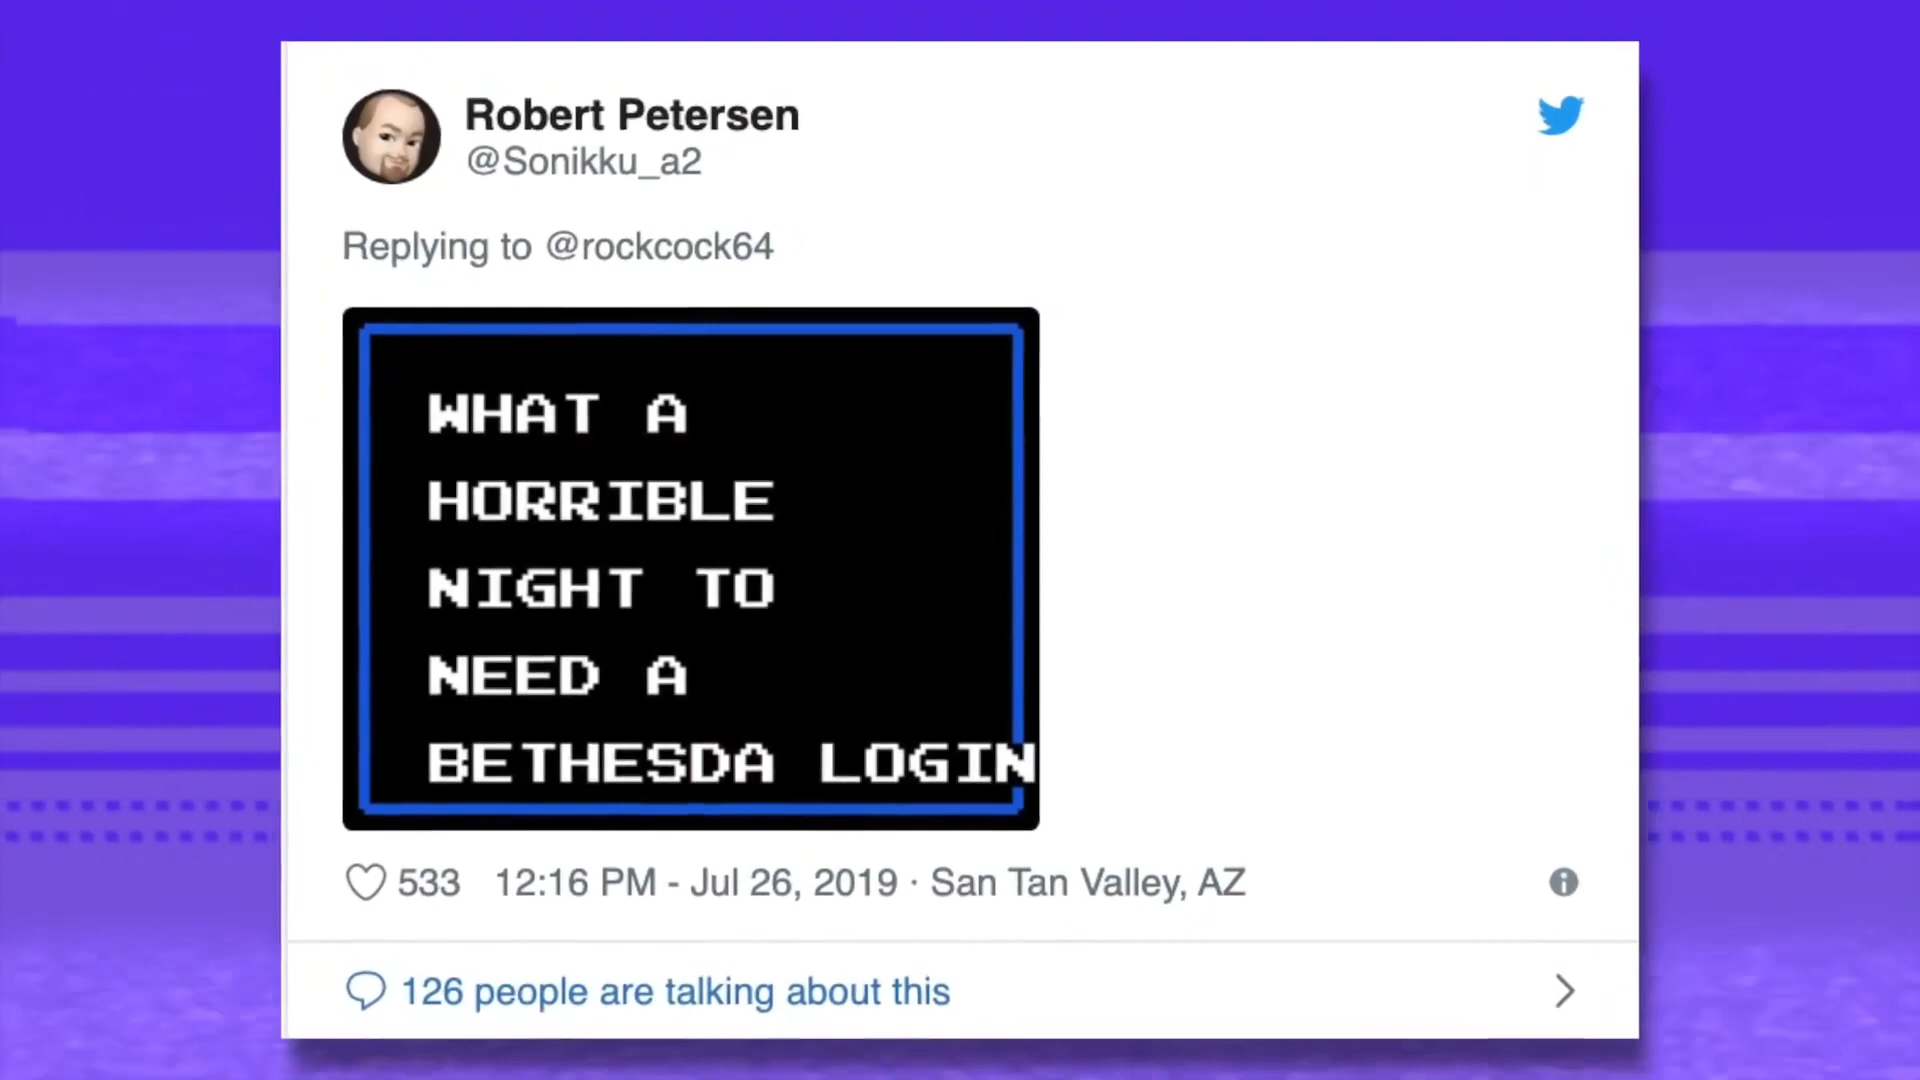 Robert Petersen
@Sonikku_a2
Replying to @rockcock64
WHAT A
HORRIBLE
NIGHT TO
NEED A
BETHESDA LOGIN
533 12:16 PM - Jul 26, 2019 · San Tan Valley, AZ
126 people are talking about this